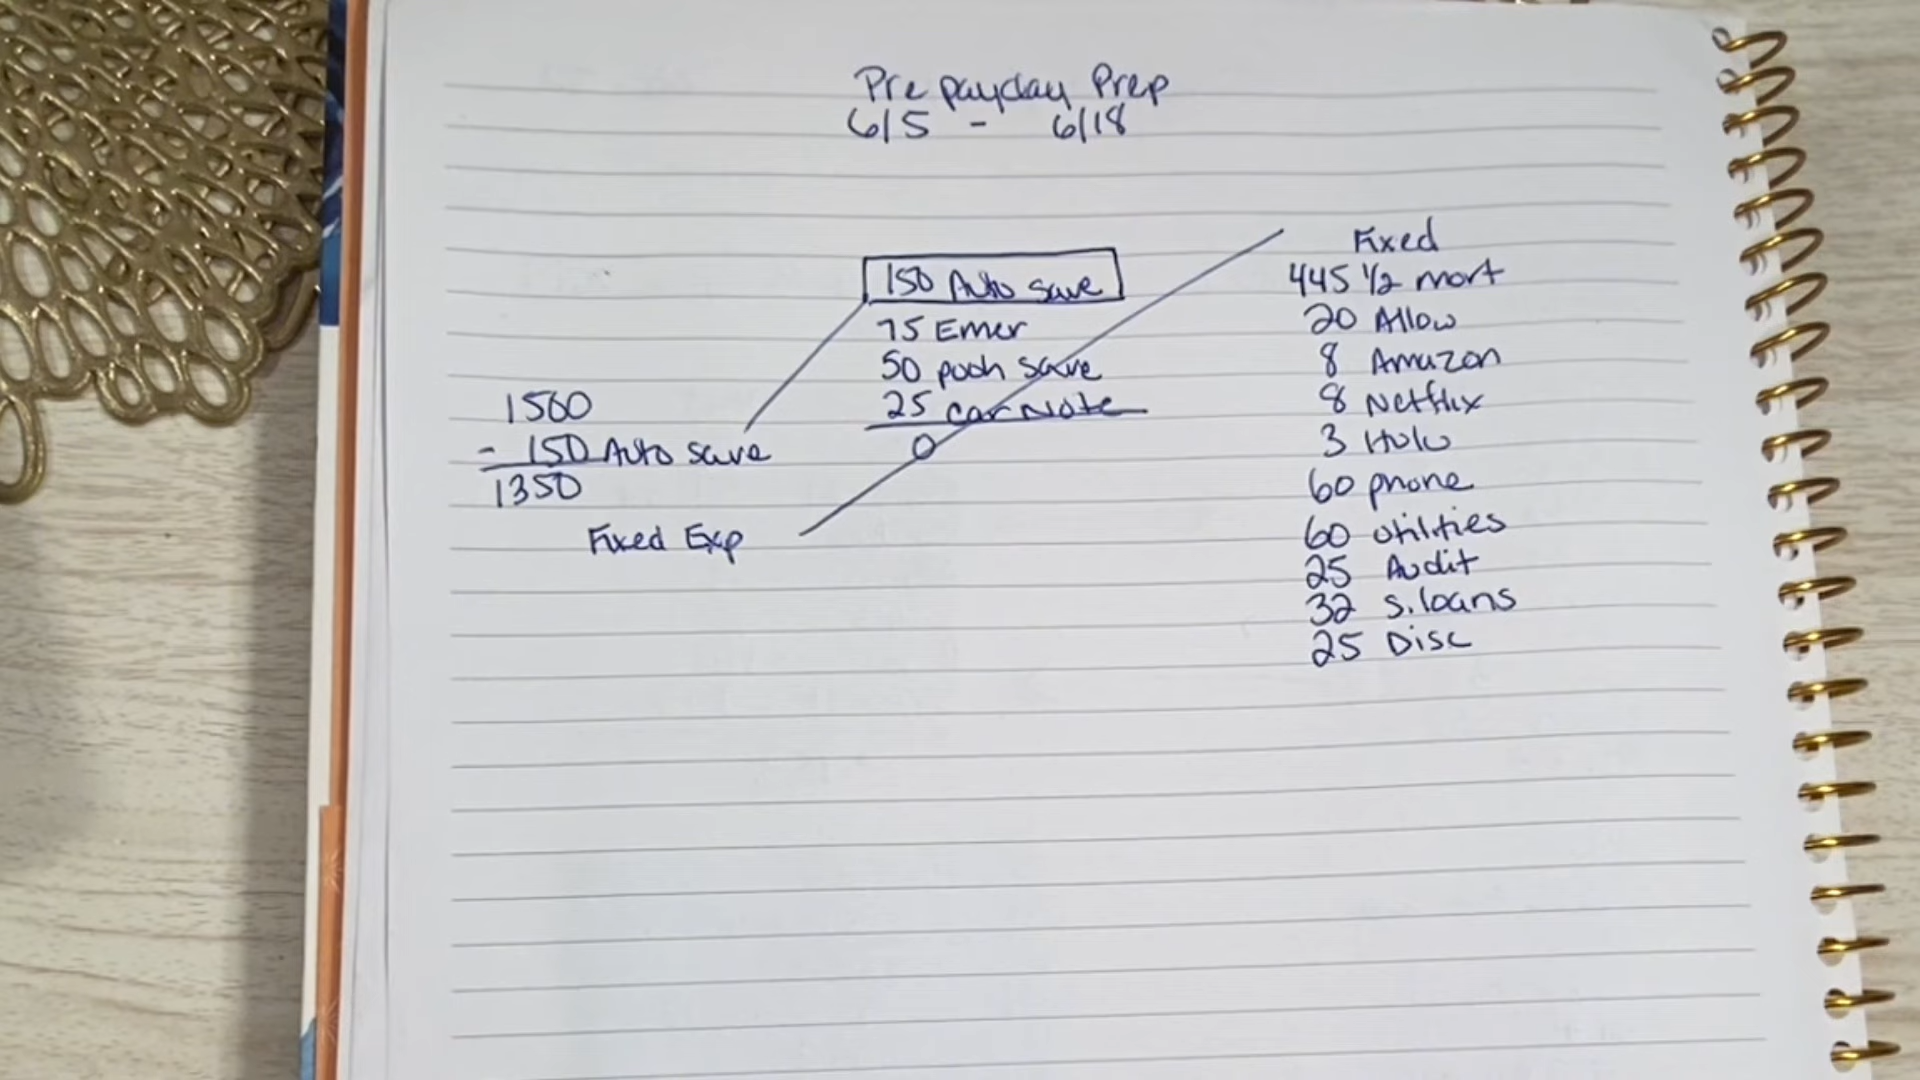 Pre payday Prep
6/5 - 6/18
150 Auto save
75 Emer
50 push save
25 car note
0
1500
- 150 Auto save
1350
Fixed Exp
Fixed
445 1/2 mort
20 Allow
8 Amazon
8 Netflix
3 Hulu
60 phone
60 utilities
25 Audit
32 s.loans
25 Disc